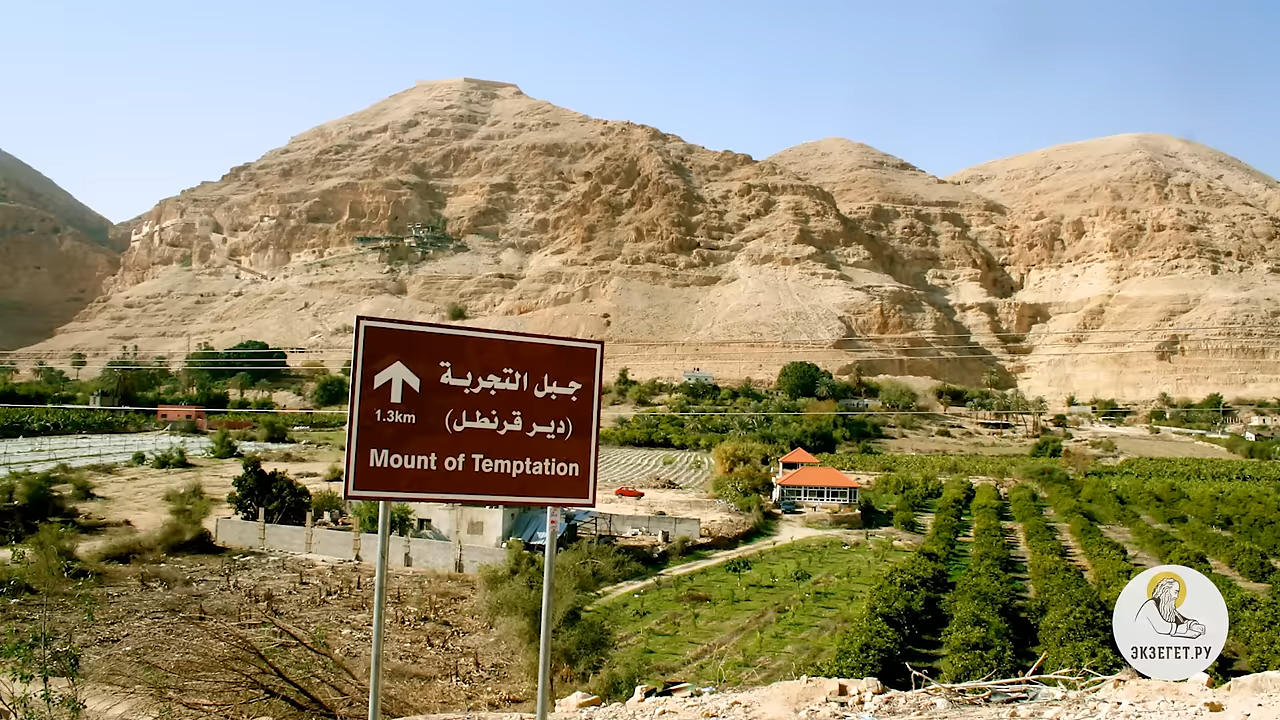 جبل التجربة
1.3km
(دير قرنطل)
Mount of Temptation
ЭКЗЕГЕТ.РУ